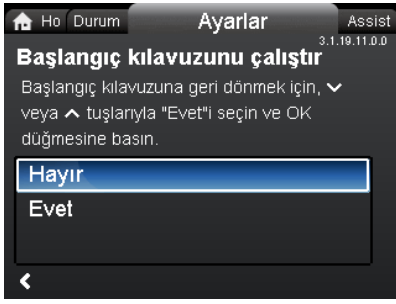 Ho Durum Ayarlar Assist
3.1.19.11.0.0
Başlangıç kılavuzunu çalıştır
Başlangıç kılavuzuna geri dönmek için,
veya tuşlarıyla "Evet"i seçin ve OK
düğmesine basın.
Hayır
Evet